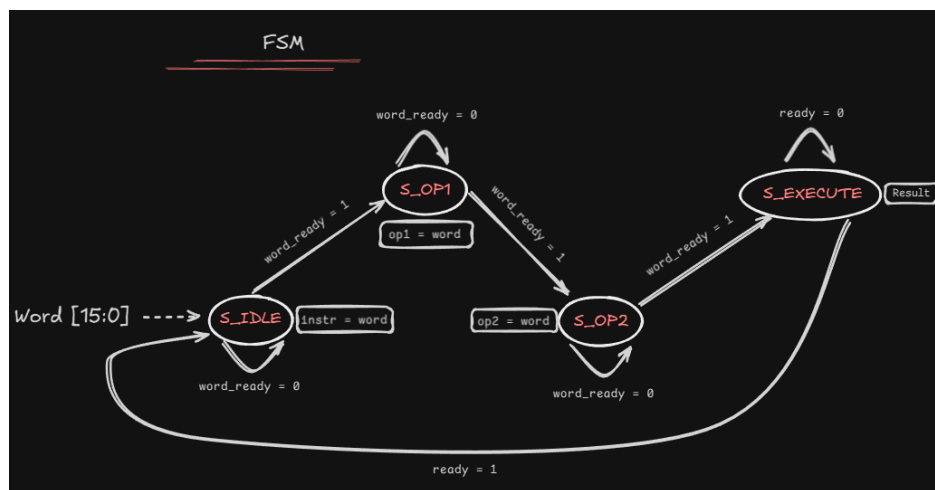 FSM
word_ready = 0
ready = 0
S_OP1
S_EXECUTE
Result
word_ready = 1
word_ready = 1
op1 = word
word_ready = 1
Word [15:0]
S_IDLE
instr = word
op2 = word
S_OP2
word_ready = 0
word_ready = 0
ready = 1